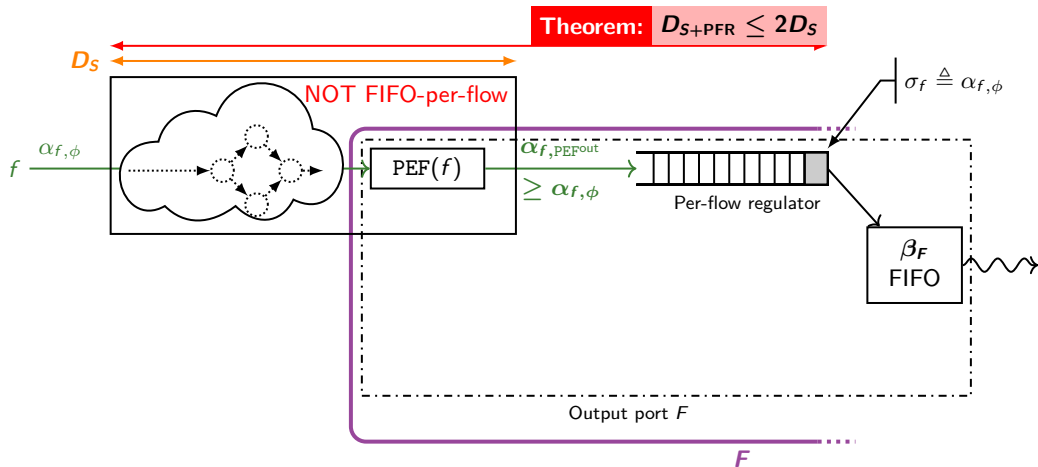 Theorem: D_{S+PFR} ≤ 2D_S
D_S
NOT FIFO-per-flow
σ_f ≜ α_{f,ϕ}
f
α_{f,ϕ}
PEF(f)
α_{f,PEF^{out}}
≥ α_{f,ϕ}
Per-flow regulator
β_F
FIFO
Output port F
F